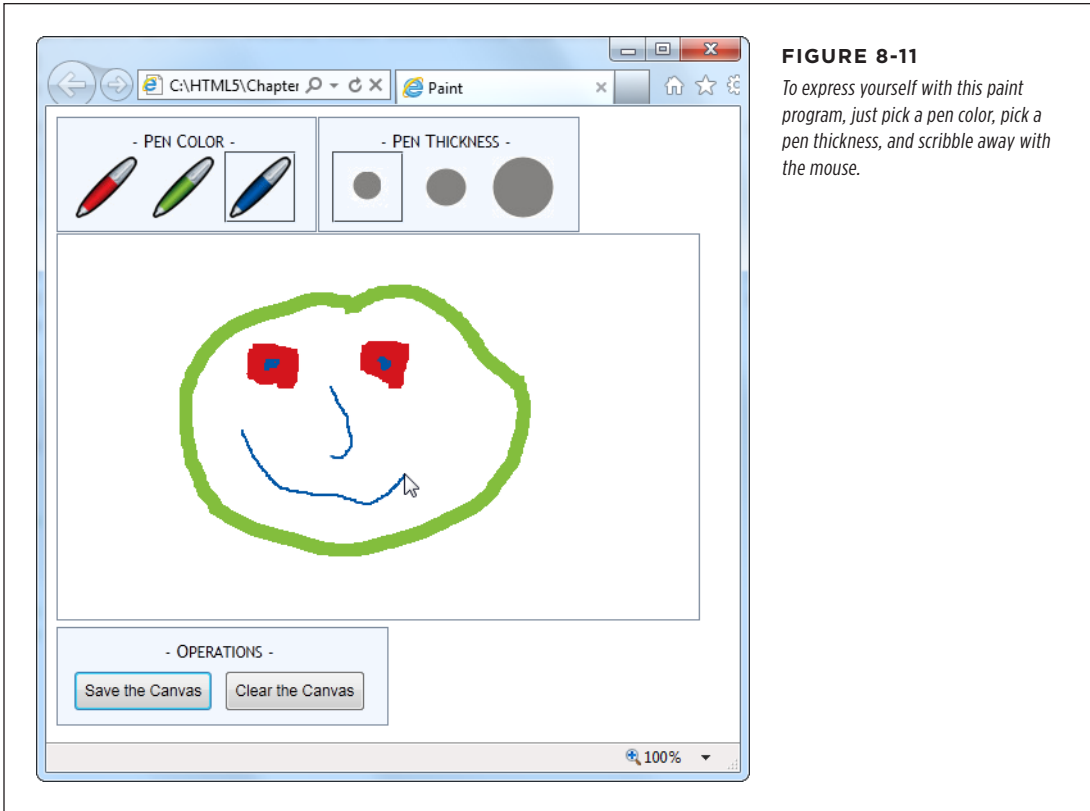 C:\HTML5\Chapter
Paint
- PEN COLOR -
- PEN THICKNESS -
- OPERATIONS -
Save the Canvas
Clear the Canvas
100%
FIGURE 8-11
To express yourself with this paint
program, just pick a pen color, pick a
pen thickness, and scribble away with
the mouse.